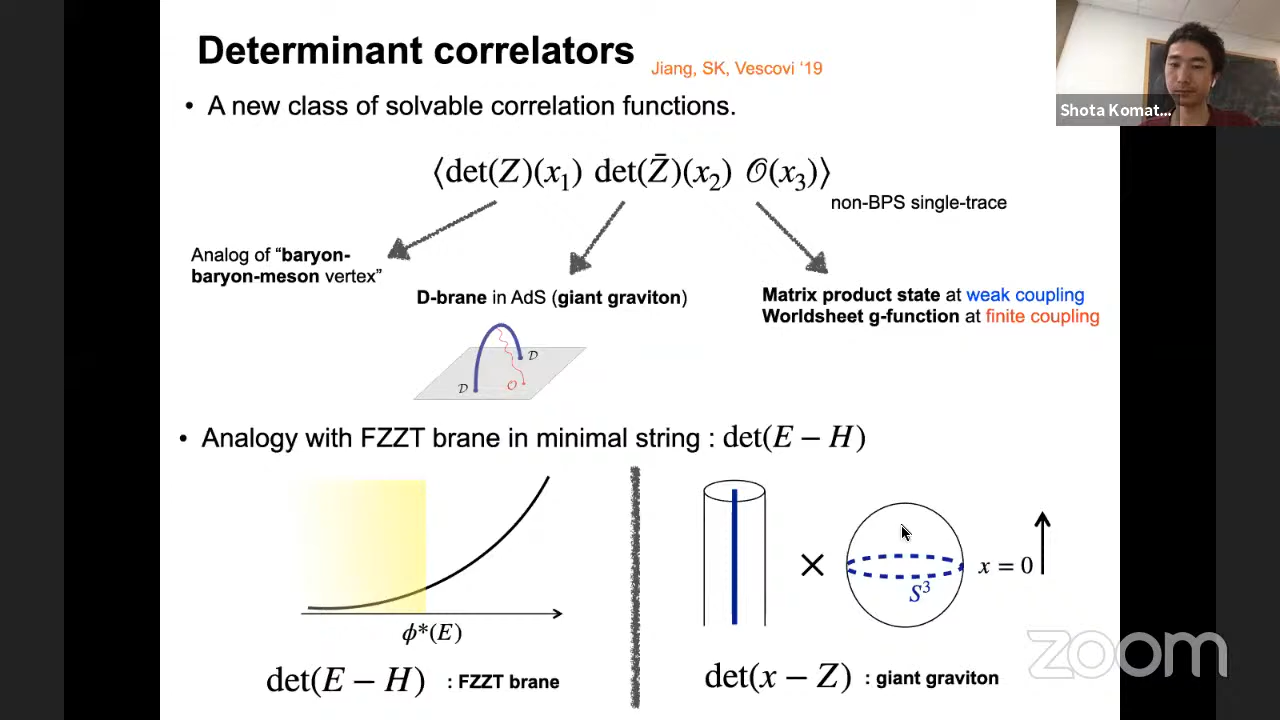 Determinant correlators
Jiang, SK, Vescovi ‘19
• A new class of solvable correlation functions.
⟨det(Z)(x₁) det(Z̄)(x₂) 𝒪(x₃)⟩
non-BPS single-trace
Analog of “baryon-
baryon-meson vertex”
D-brane in AdS (giant graviton)
Matrix product state at weak coupling
Worldsheet g-function at finite coupling
𝒟
𝒟
𝒪
• Analogy with FZZT brane in minimal string : det(E − H)
ϕ*(E)
det(E − H) : FZZT brane
×
S³
x = 0
det(x − Z) : giant graviton
Shota Komat...
zoom